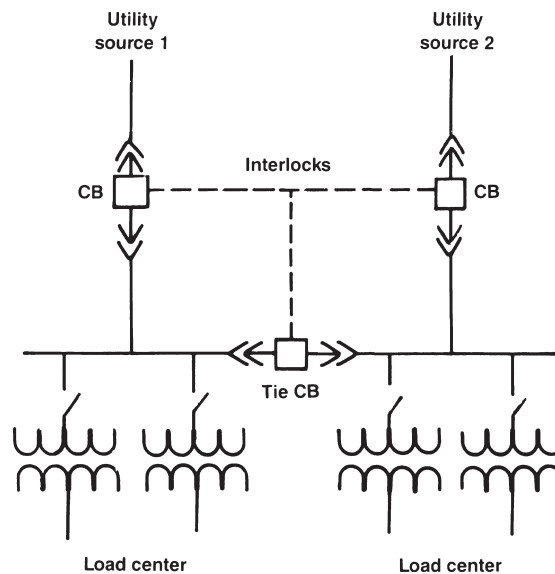 Utility
source 1
Utility
source 2
Interlocks
CB
CB
Tie CB
Load center
Load center